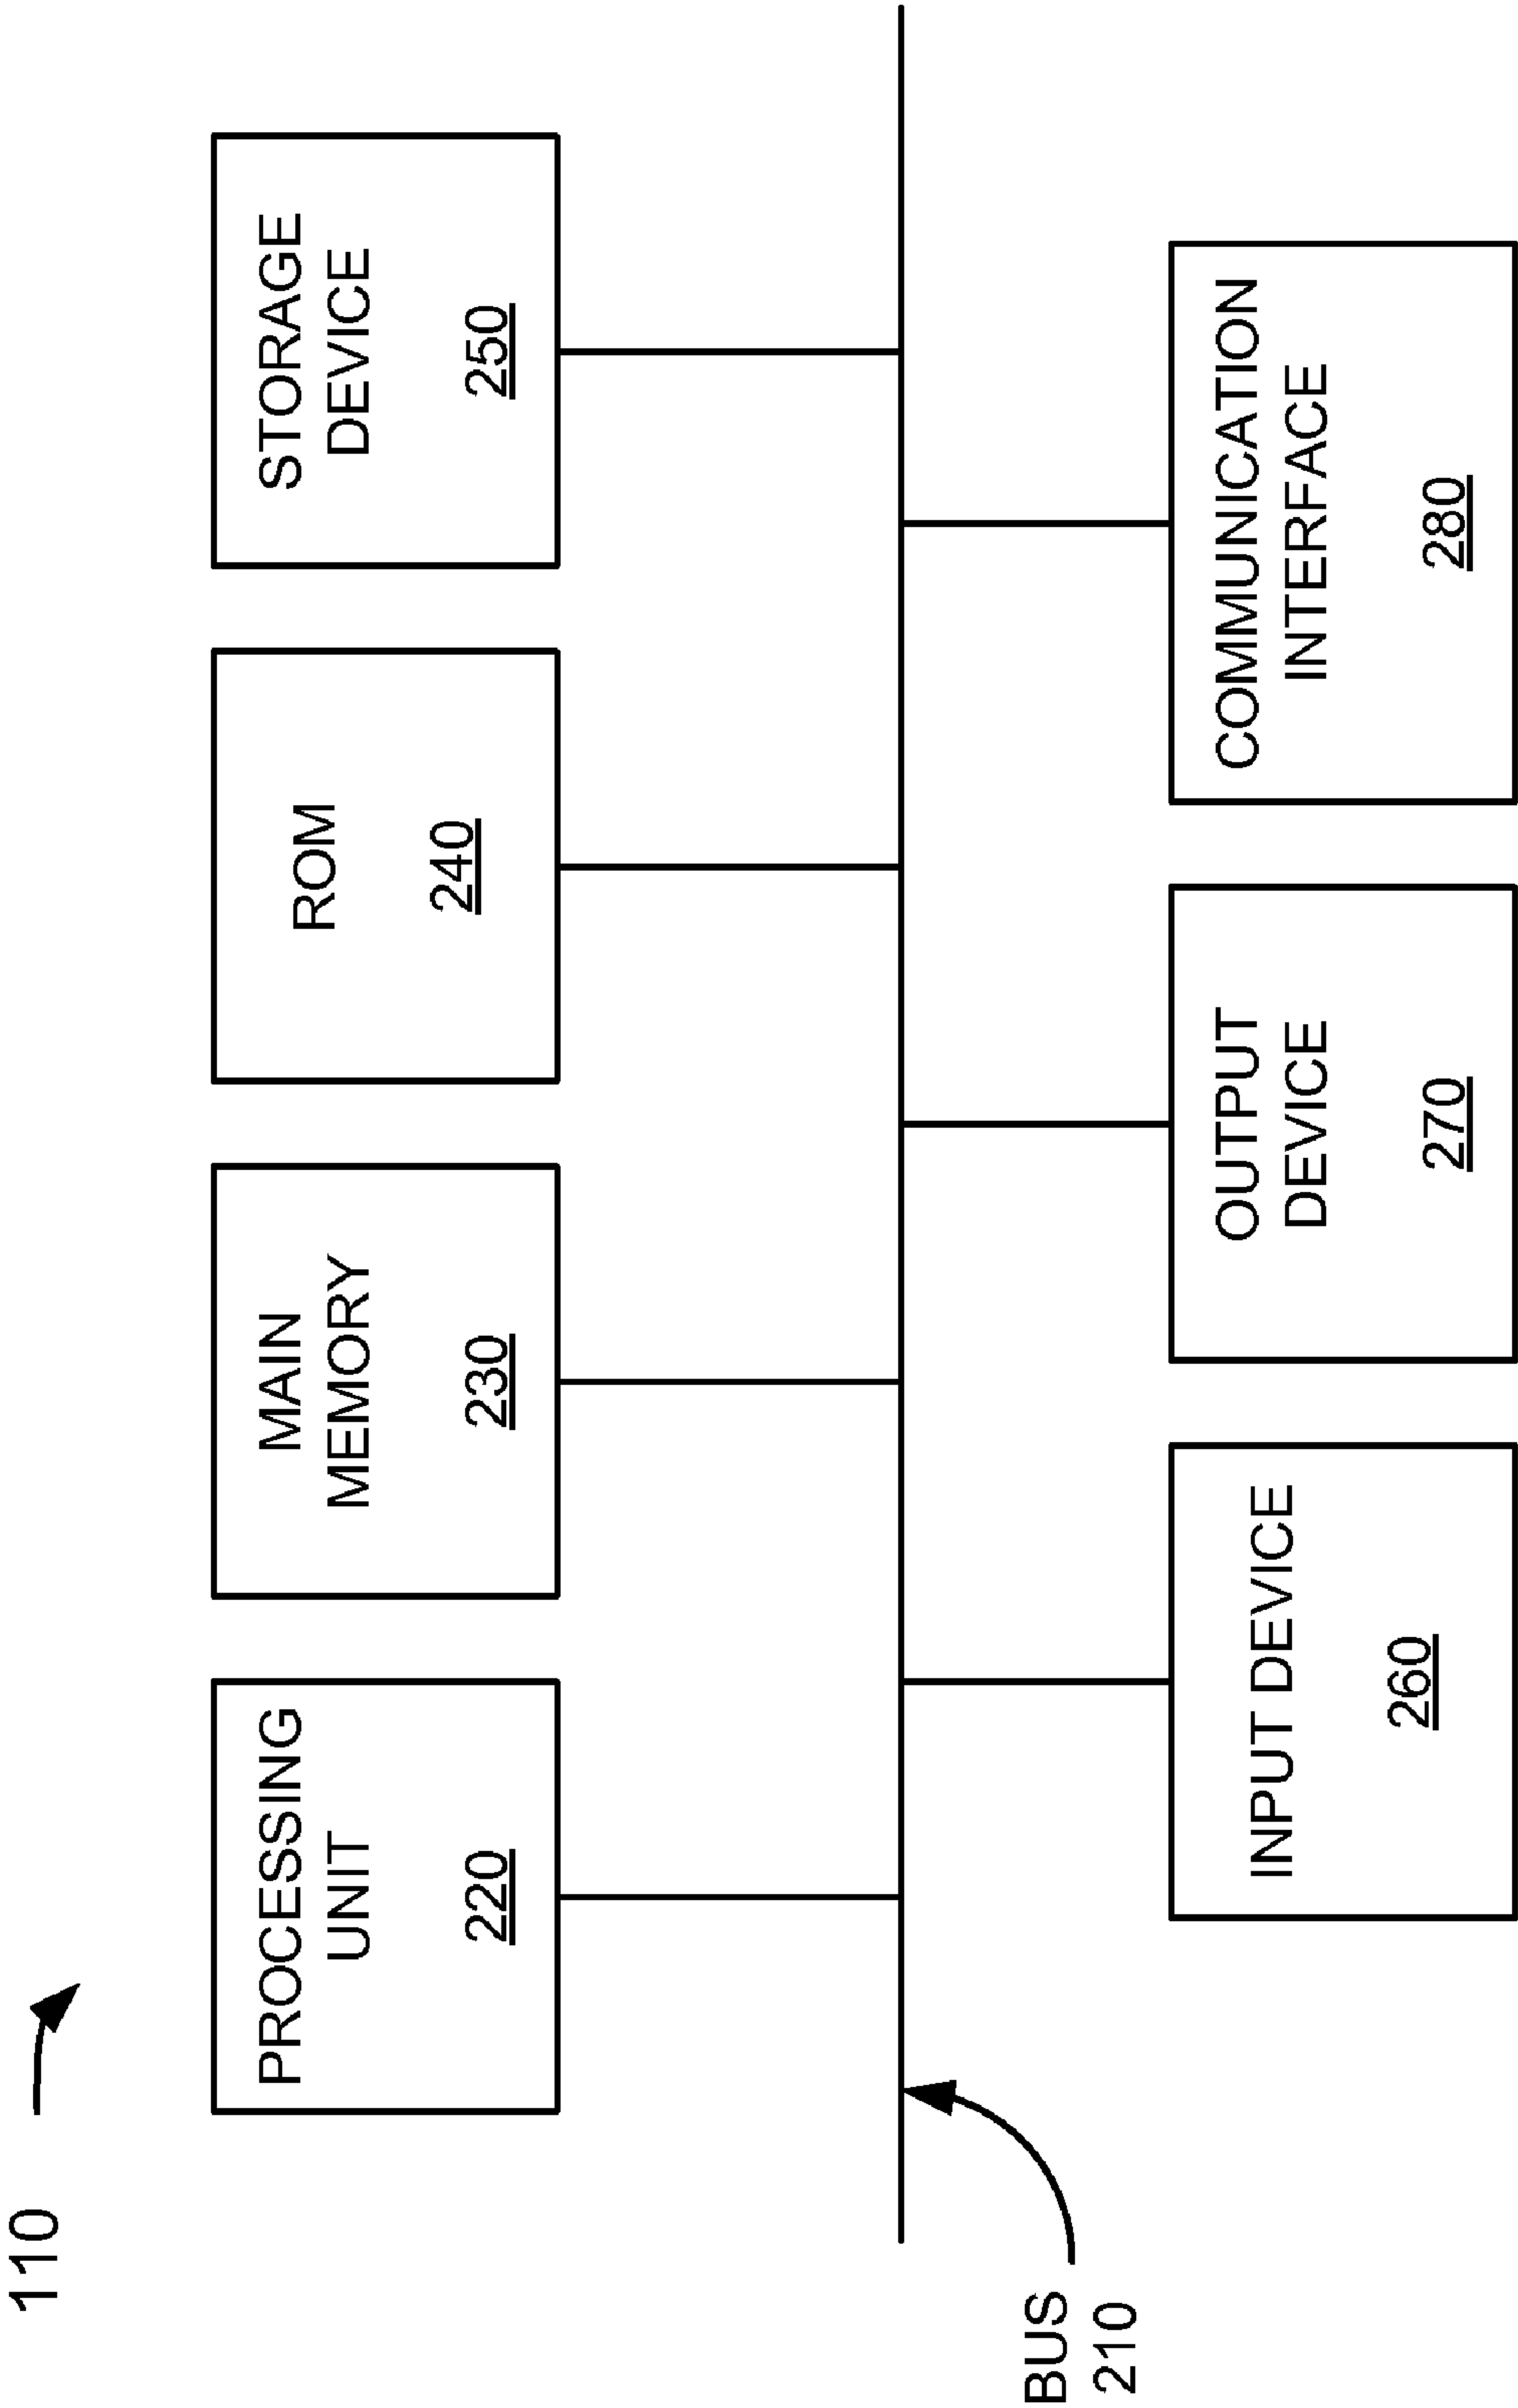 110
PROCESSING
UNIT
220
MAIN
MEMORY
230
ROM
240
STORAGE
DEVICE
250
BUS
210
INPUT DEVICE
260
OUTPUT
DEVICE
270
COMMUNICATION
INTERFACE
280